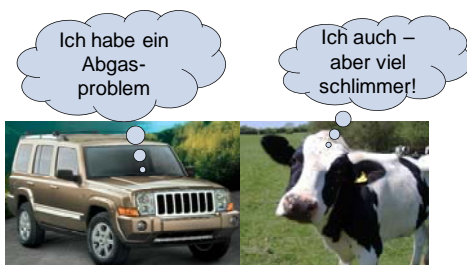 Ich habe ein
Abgas-
problem
Ich auch –
aber viel
schlimmer!